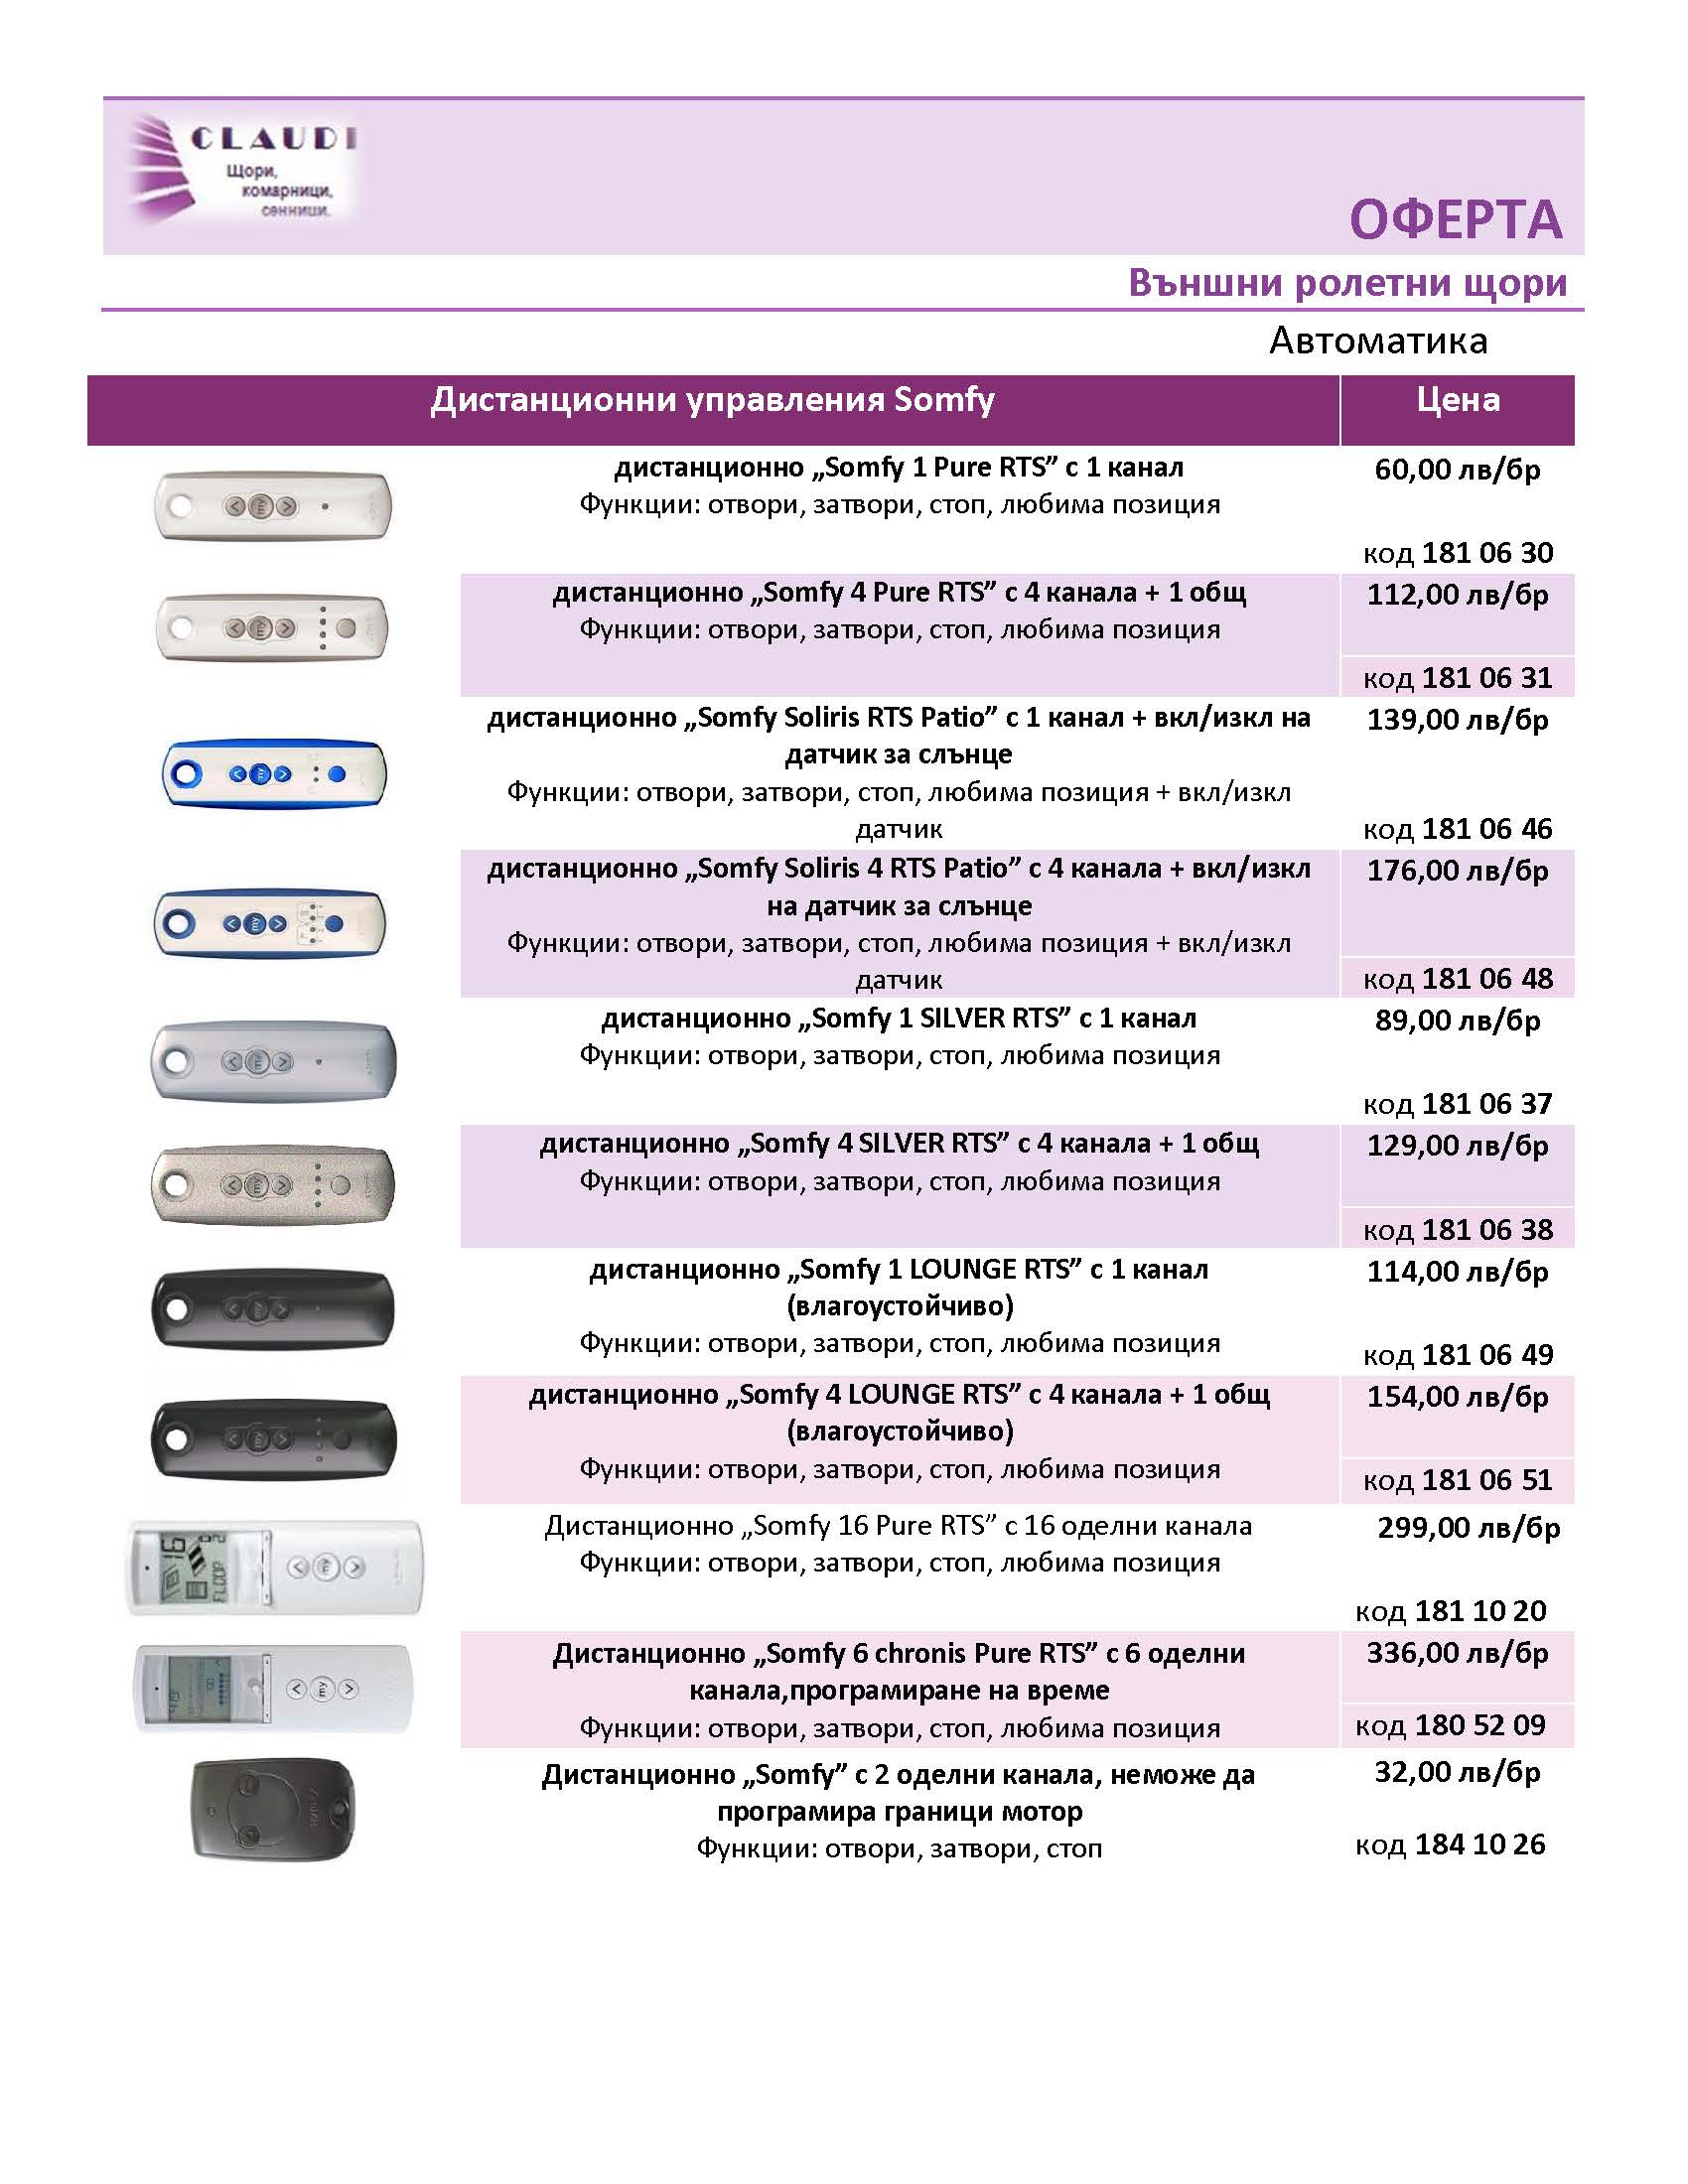 CLAUDI
Щори,
комарници,
сенници.
ОФЕРТА
Външни ролетни щори
Автоматика
Дистанционни управления Somfy Цена
дистанционно „Somfy 1 Pure RTS” с 1 канал 60,00 лв/бр
Функции: отвори, затвори, стоп, любима позиция
код 181 06 30
дистанционно „Somfy 4 Pure RTS” с 4 канала + 1 общ 112,00 лв/бр
Функции: отвори, затвори, стоп, любима позиция
код 181 06 31
дистанционно „Somfy Soliris RTS Patio” с 1 канал + вкл/изкл на 139,00 лв/бр
датчик за слънце
Функции: отвори, затвори, стоп, любима позиция + вкл/изкл
датчик код 181 06 46
дистанционно „Somfy Soliris 4 RTS Patio” с 4 канала + вкл/изкл 176,00 лв/бр
на датчик за слънце
Функции: отвори, затвори, стоп, любима позиция + вкл/изкл
датчик код 181 06 48
дистанционно „Somfy 1 SILVER RTS” с 1 канал 89,00 лв/бр
Функции: отвори, затвори, стоп, любима позиция
код 181 06 37
дистанционно „Somfy 4 SILVER RTS” с 4 канала + 1 общ 129,00 лв/бр
Функции: отвори, затвори, стоп, любима позиция
код 181 06 38
дистанционно „Somfy 1 LOUNGE RTS” с 1 канал 114,00 лв/бр
(влагоустойчиво)
Функции: отвори, затвори, стоп, любима позиция код 181 06 49
дистанционно „Somfy 4 LOUNGE RTS” с 4 канала + 1 общ 154,00 лв/бр
(влагоустойчиво)
Функции: отвори, затвори, стоп, любима позиция код 181 06 51
Дистанционно „Somfy 16 Pure RTS” с 16 оделни канала 299,00 лв/бр
Функции: отвори, затвори, стоп, любима позиция
код 181 10 20
Дистанционно „Somfy 6 chronis Pure RTS” с 6 оделни 336,00 лв/бр
канала,програмиране на време
Функции: отвори, затвори, стоп, любима позиция код 180 52 09
Дистанционно „Somfy” с 2 оделни канала, неможе да 32,00 лв/бр
програмира граници мотор
Функции: отвори, затвори, стоп код 184 10 26